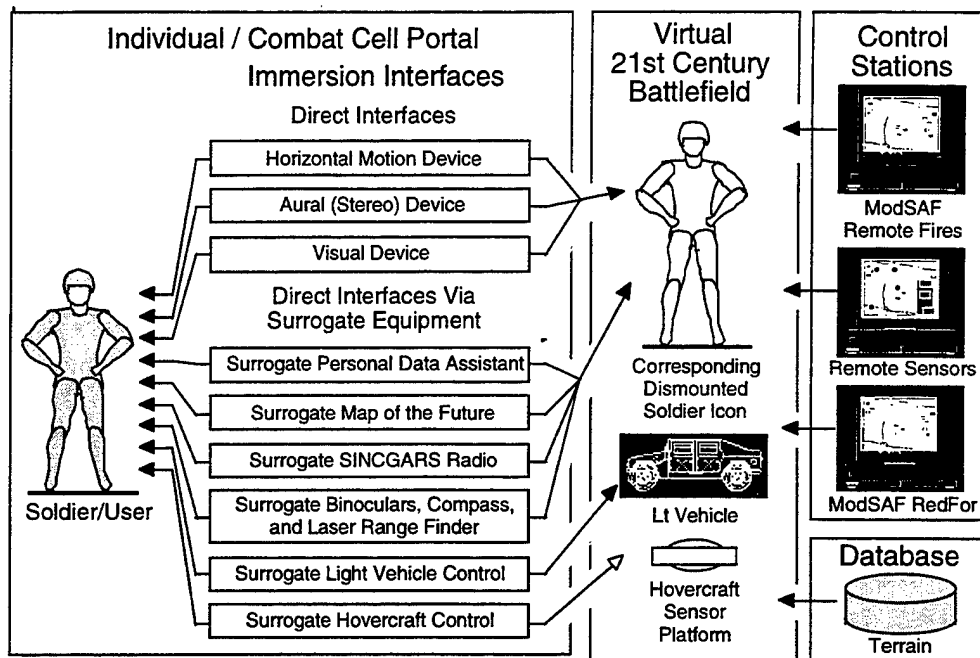 Individual / Combat Cell Portal
Immersion Interfaces
Direct Interfaces
Horizontal Motion Device
Aural (Stereo) Device
Visual Device
Direct Interfaces Via
Surrogate Equipment
Surrogate Personal Data Assistant
Surrogate Map of the Future
Surrogate SINCGARS Radio
Surrogate Binoculars, Compass,
and Laser Range Finder
Surrogate Light Vehicle Control
Surrogate Hovercraft Control
Soldier/User
Virtual
21st Century
Battlefield
Corresponding
Dismounted
Soldier Icon
Lt Vehicle
Hovercraft
Sensor
Platform
Control
Stations
ModSAF
Remote Fires
Remote Sensors
ModSAF RedFor
Database
Terrain